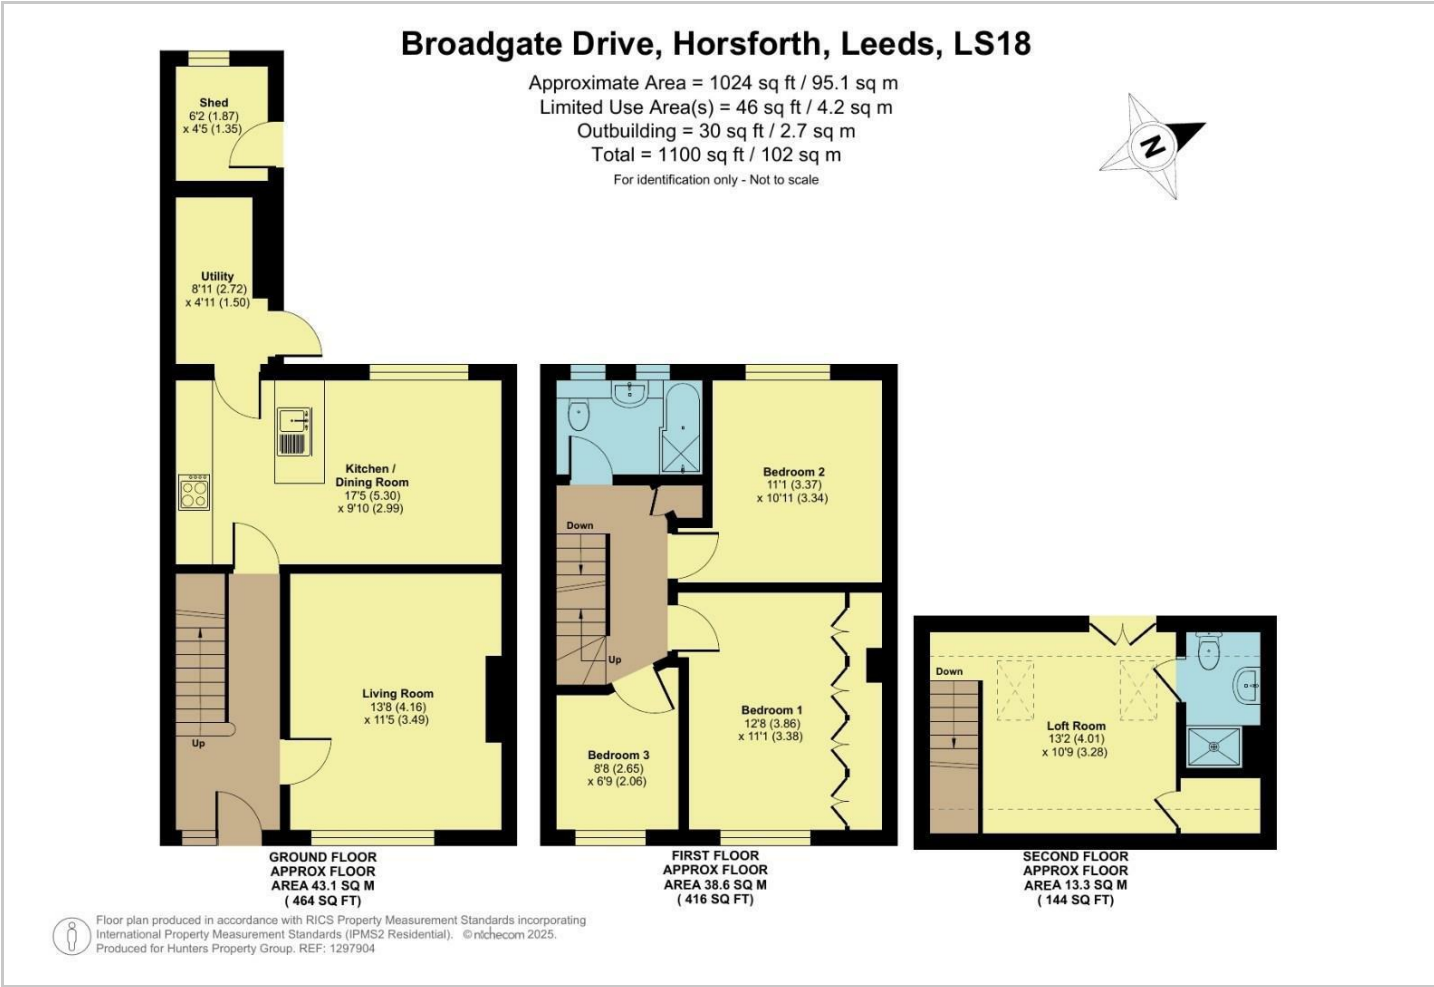 Broadgate Drive, Horsforth, Leeds, LS18
Approximate Area = 1024 sq ft / 95.1 sq m
Limited Use Area(s) = 46 sq ft / 4.2 sq m
Outbuilding = 30 sq ft / 2.7 sq m
Total = 1100 sq ft / 102 sq m
For identification only - Not to scale
N
Shed
6'2 (1.87)
x 4'5 (1.35)
Utility
8'11 (2.72)
x 4'11 (1.50)
Kitchen /
Dining Room
17'5 (5.30)
x 9'10 (2.99)
Living Room
13'8 (4.16)
x 11'5 (3.49)
Up
GROUND FLOOR
APPROX FLOOR
AREA 43.1 SQ M
( 464 SQ FT)
Bedroom 2
11'1 (3.37)
x 10'11 (3.34)
Down
Up
Bedroom 1
12'8 (3.86)
x 11'1 (3.38)
Bedroom 3
8'8 (2.65)
x 6'9 (2.06)
FIRST FLOOR
APPROX FLOOR
AREA 38.6 SQ M
( 416 SQ FT)
Down
Loft Room
13'2 (4.01)
x 10'9 (3.28)
SECOND FLOOR
APPROX FLOOR
AREA 13.3 SQ M
( 144 SQ FT)
Floor plan produced in accordance with RICS Property Measurement Standards incorporating
International Property Measurement Standards (IPMS2 Residential). © nichecom 2025.
Produced for Hunters Property Group. REF: 1297904